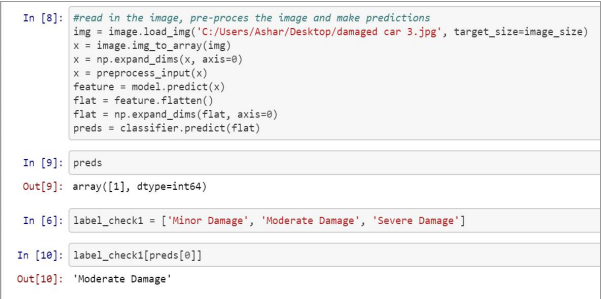 In [8]: #read in the image, pre-proces the image and make predictions
img = image.load_img('C:/Users/Ashar/Desktop/damaged car 3.jpg', target_size=image_size)
x = image.img_to_array(img)
x = np.expand_dims(x, axis=0)
x = preprocess_input(x)
feature = model.predict(x)
flat = feature.flatten()
flat = np.expand_dims(flat, axis=0)
preds = classifier.predict(flat)
In [9]: preds
Out[9]: array([1], dtype=int64)
In [6]: label_check1 = ['Minor Damage', 'Moderate Damage', 'Severe Damage']
In [10]: label_check1[preds[0]]
Out[10]: 'Moderate Damage'